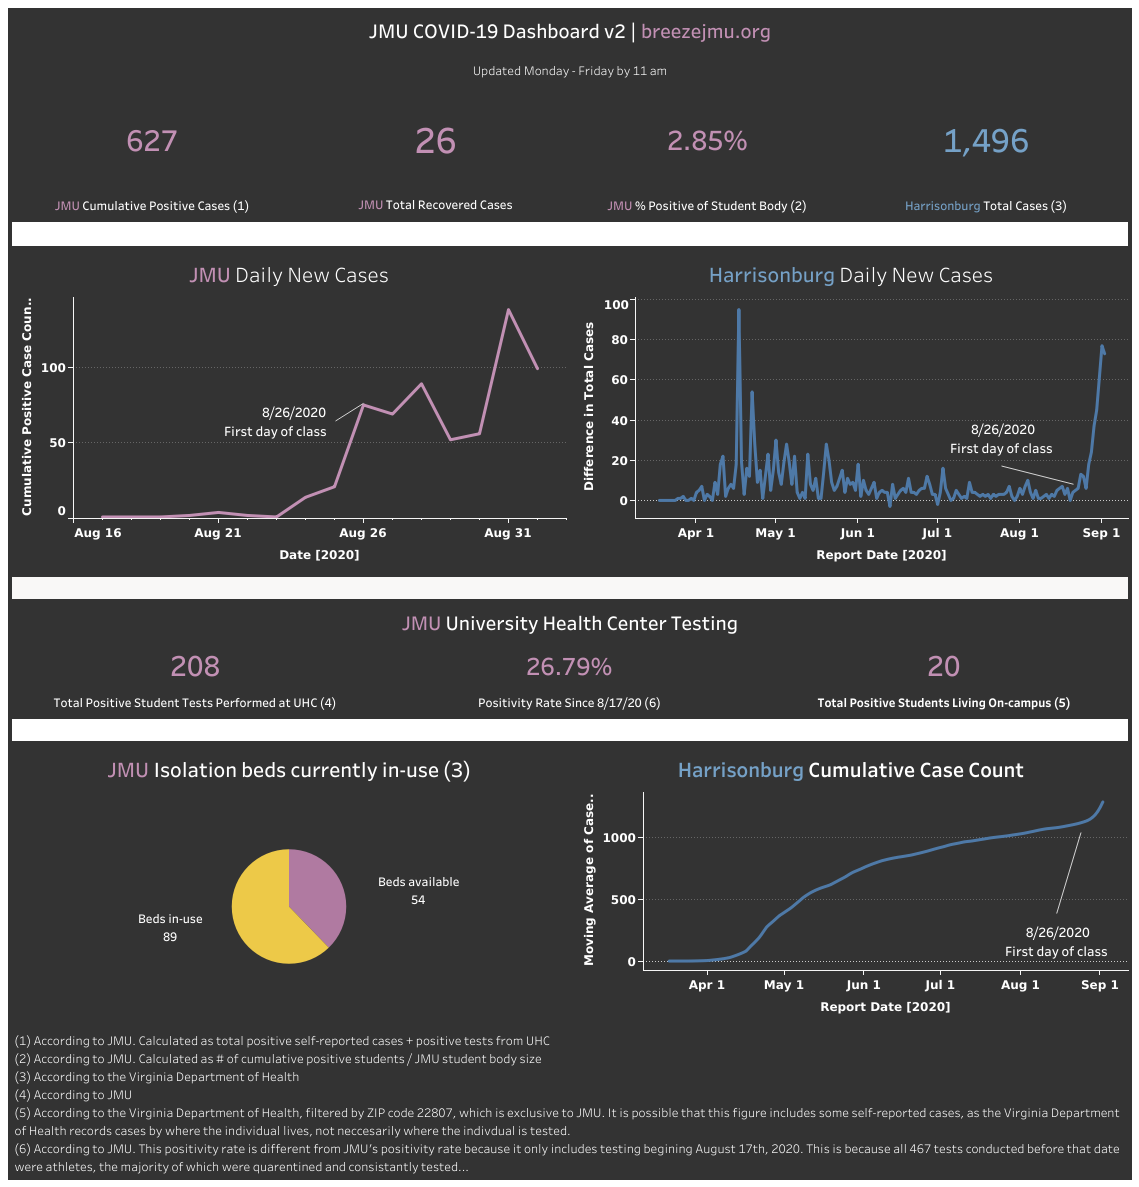 JMU COVID-19 Dashboard v2 | breezejmu.org
Updated Monday - Friday by 11 am
627
26
2.85%
1,496
JMU Cumulative Positive Cases (1)
JMU Total Recovered Cases
JMU % Positive of Student Body (2)
Harrisonburg Total Cases (3)
JMU Daily New Cases
Cumulative Positive Case Coun..
100
50
0
8/26/2020
First day of class
Aug 16
Aug 21
Aug 26
Aug 31
Date [2020]
Harrisonburg Daily New Cases
Difference in Total Cases
100
80
60
40
20
0
8/26/2020
First day of class
Apr 1
May 1
Jun 1
Jul 1
Aug 1
Sep 1
Report Date [2020]
JMU University Health Center Testing
208
26.79%
20
Total Positive Student Tests Performed at UHC (4)
Positivity Rate Since 8/17/20 (6)
Total Positive Students Living On-campus (5)
JMU Isolation beds currently in-use (3)
Beds available
54
Beds in-use
89
Harrisonburg Cumulative Case Count
Moving Average of Case..
1000
500
0
8/26/2020
First day of class
Apr 1
May 1
Jun 1
Jul 1
Aug 1
Sep 1
Report Date [2020]
(1) According to JMU. Calculated as total positive self-reported cases + positive tests from UHC
(2) According to JMU. Calculated as # of cumulative positive students / JMU student body size
(3) According to the Virginia Department of Health
(4) According to JMU
(5) According to the Virginia Department of Health, filtered by ZIP code 22807, which is exclusive to JMU. It is possible that this figure includes some self-reported cases, as the Virginia Department
of Health records cases by where the individual lives, not neccesarily where the indivdual is tested.
(6) According to JMU. This positivity rate is different from JMU's positivity rate because it only includes testing begining August 17th, 2020. This is because all 467 tests conducted before that date
were athletes, the majority of which were quarentined and consistantly tested...